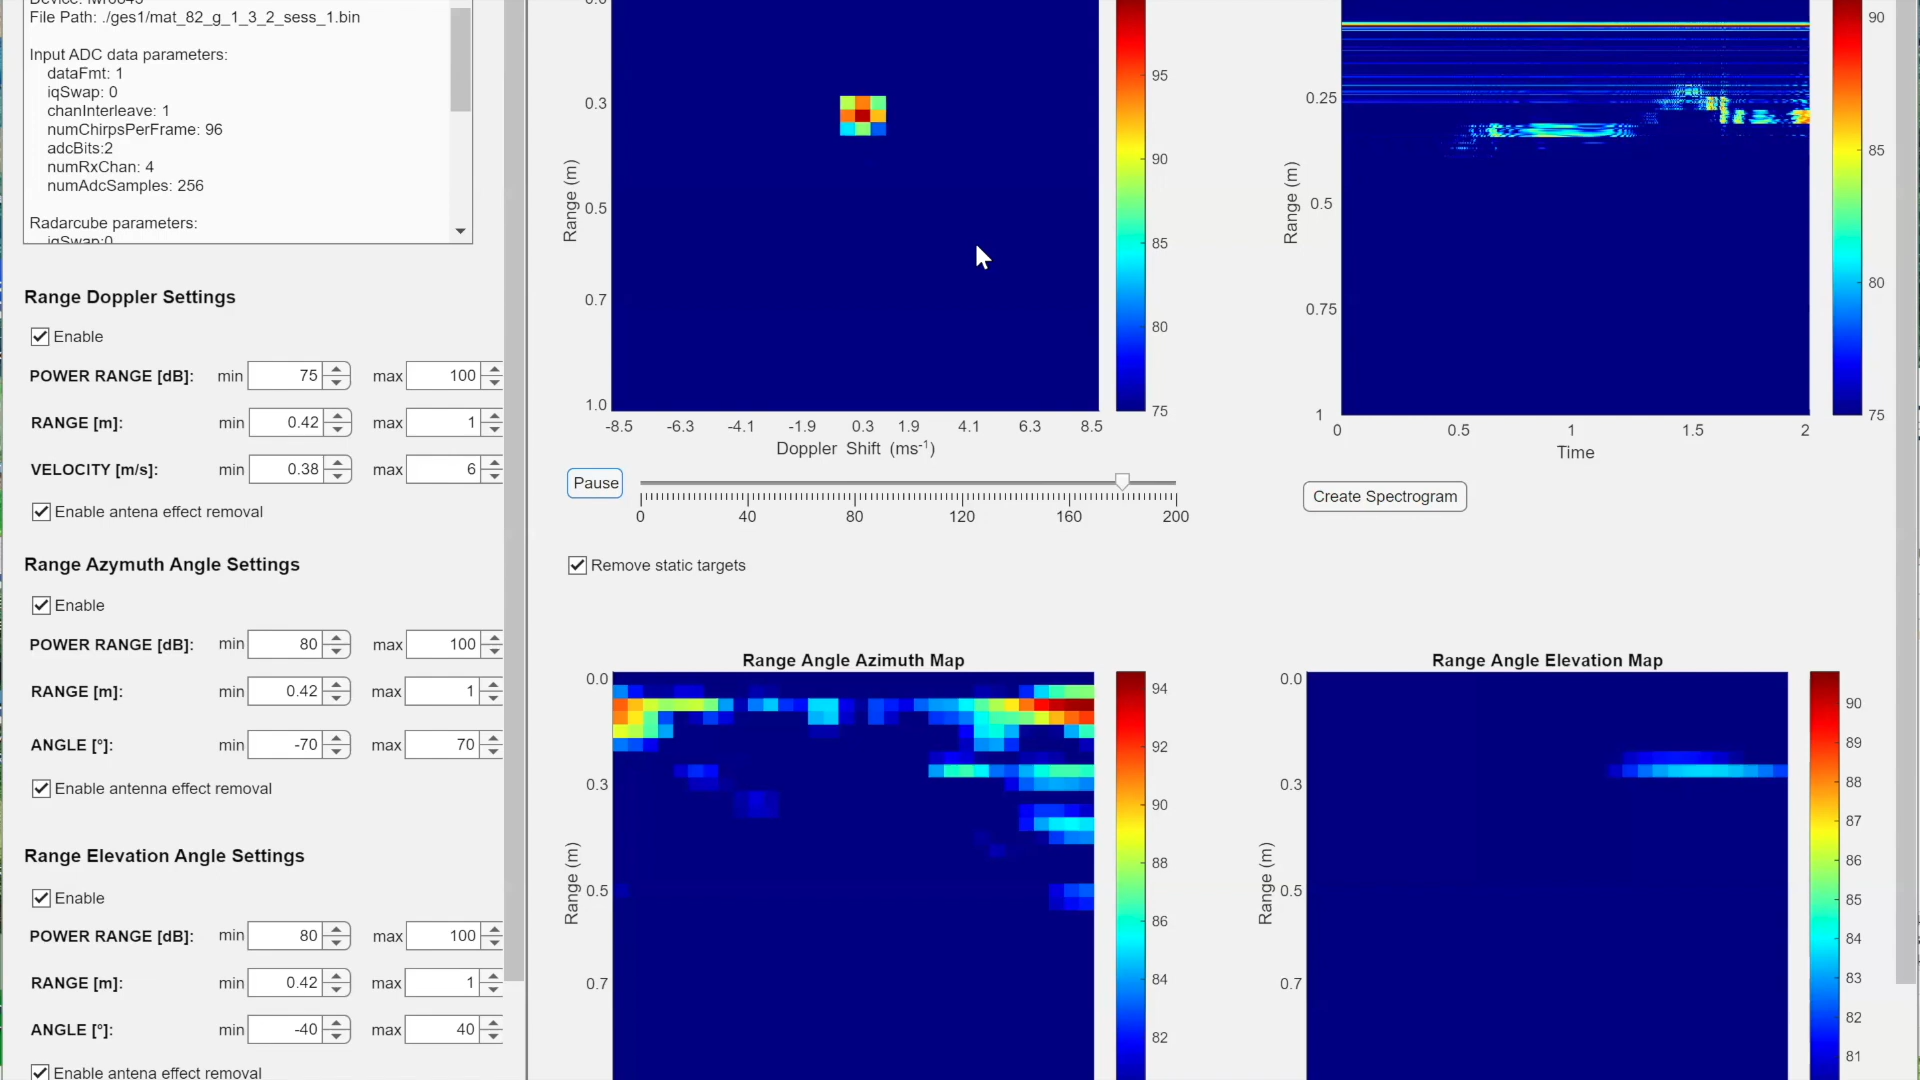 File Path: ./ges1/mat_82_g_1_3_2_sess_1.bin
Input ADC data parameters:
dataFmt: 1
iqSwap: 0
chanInterleave: 1
numChirpsPerFrame: 96
adcBits:2
numRxChan: 4
numAdcSamples: 256
Radarcube parameters:
iqSwap:0
Range Doppler Settings
Enable
POWER RANGE [dB]: min 75 max 100
RANGE [m]: min 0.42 max 1
VELOCITY [m/s]: min 0.38 max 6
Enable antena effect removal
Range Azymuth Angle Settings
Enable
POWER RANGE [dB]: min 80 max 100
RANGE [m]: min 0.42 max 1
ANGLE [°]: min -70 max 70
Enable antenna effect removal
Range Elevation Angle Settings
Enable
POWER RANGE [dB]: min 80 max 100
RANGE [m]: min 0.42 max 1
ANGLE [°]: min -40 max 40
Enable antena effect removal
0.3
0.5
0.7
1.0
Range (m)
-8.5 -6.3 -4.1 -1.9 0.3 1.9 4.1 6.3 8.5
Doppler Shift (ms-1)
95
90
85
80
75
Pause
0 40 80 120 160 200
Remove static targets
0.25
0.5
0.75
1
Range (m)
0 0.5 1 1.5 2
Time
90
85
80
75
Create Spectrogram
Range Angle Azimuth Map
0.0
0.3
0.5
0.7
Range (m)
94
92
90
88
86
84
82
Range Angle Elevation Map
0.0
0.3
0.5
0.7
Range (m)
90
89
88
87
86
85
84
83
82
81